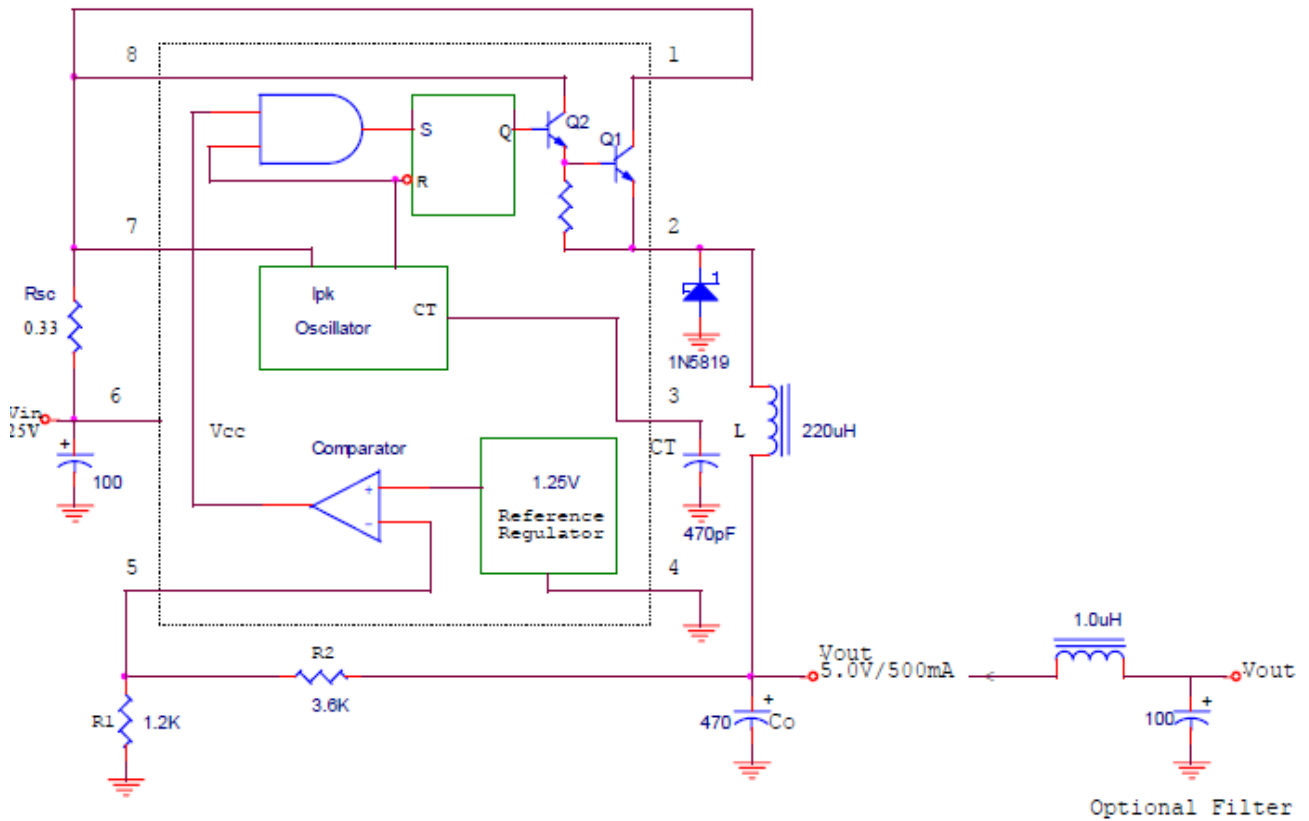 8
1
S
Q
Q2
Q1
R
7
2
Ipk
Oscillator
CT
Rsc
0.33
1
1N5819
6
3
Vin
25V
Vcc
+
100
Comparator
+
-
1.25V
Reference
Regulator
CT
L
220uH
470pF
5
4
R2
3.6K
R1
1.2K
Vout
5.0V/500mA
1.0uH
Vout
+
470
Co
+
100
Optional Filter